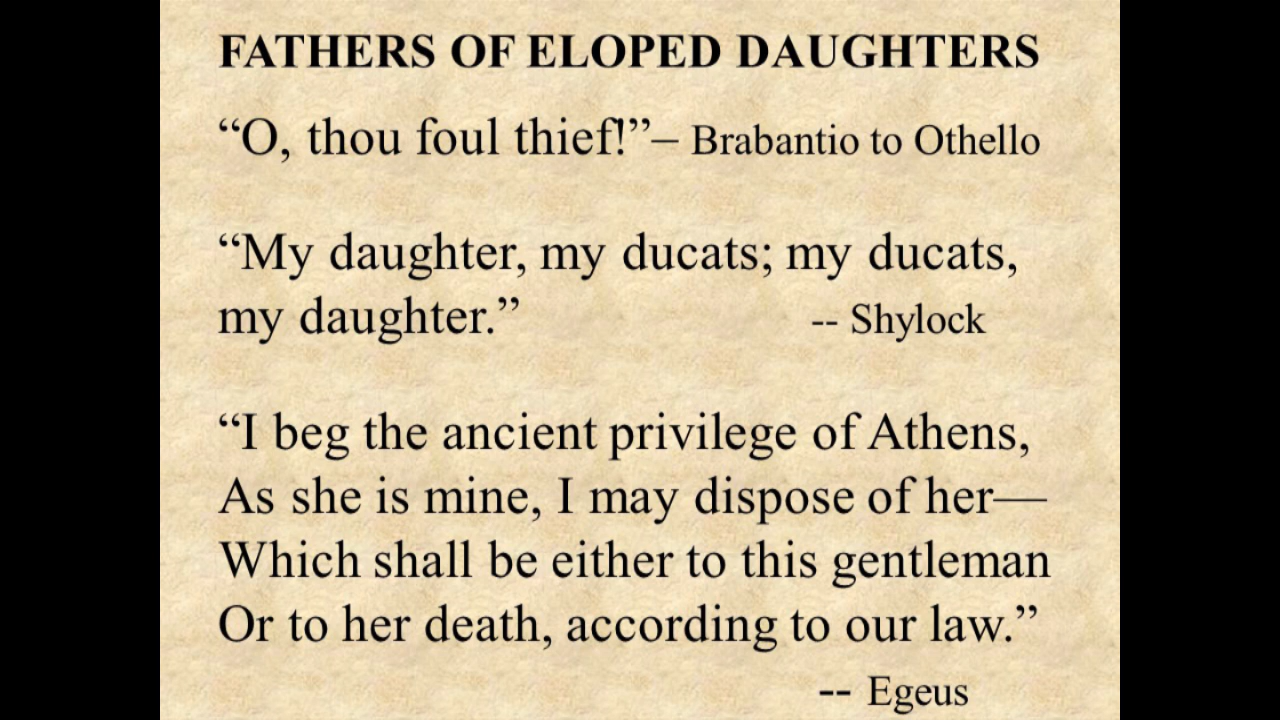 FATHERS OF ELOPED DAUGHTERS
“O, thou foul thief!”– Brabantio to Othello
“My daughter, my ducats; my ducats,
my daughter.” -- Shylock
“I beg the ancient privilege of Athens,
As she is mine, I may dispose of her—
Which shall be either to this gentleman
Or to her death, according to our law.”
-- Egeus